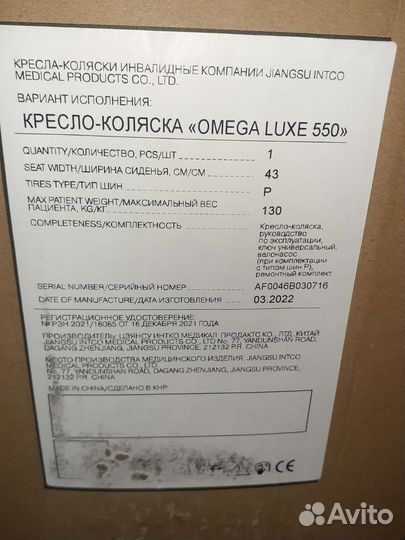 КРЕСЛА-КОЛЯСКИ ИНВАЛИДНЫЕ КОМПАНИИ JIANGSU INTCO
MEDICAL PRODUCTS CO., LTD.
ВАРИАНТ ИСПОЛНЕНИЯ:
КРЕСЛО-КОЛЯСКА «OMEGA LUXE 550»
QUANTITY/КОЛИЧЕСТВО, PCS/ШТ 1
SEAT WIDTH/ШИРИНА СИДЕНЬЯ, CM/СМ 43
TIRES TYPE/ТИП ШИН P
MAX PATIENT WEIGHT/МАКСИМАЛЬНЫЙ ВЕС
ПАЦИЕНТА, KG/КГ 130
COMPLETENESS/КОМПЛЕКТНОСТЬ Кресло-коляска,
руководство
по эксплуатации,
ключ универсальный,
велонасос
(при комплектации
с типом шин P),
ремонтный комплект
SERIAL NUMBER/СЕРИЙНЫЙ НОМЕР AF0046B030716
DATE OF MANUFACTURE/ДАТА ИЗГОТОВЛЕНИЯ 03.2022
РЕГИСТРАЦИОННОЕ УДОСТОВЕРЕНИЕ
№РЗН 2021/16065 ОТ 16 ДЕКАБРЯ 2021 ГОДА
ПРОИЗВОДИТЕЛЬ: ЦЗЯНСУ ИНТКО МЕДИКАЛ ПРОДАКТС КО., ЛТД, КИТАЙ
JIANGSU INTCO MEDICAL PRODUCTS CO., LTD. No. 77, YANDUNSHAN ROAD,
DAGANG ZHENJIANG, JIANGSU PROVINCE, 212132 P.R. CHINA
МЕСТО ПРОИЗВОДСТВА МЕДИЦИНСКОГО ИЗДЕЛИЯ: JIANGSU INTCO
MEDICAL PRODUCTS CO., LTD.
No. 77, YANDUNSHAN ROAD, DAGANG ZHENJIANG, JIANGSU PROVINCE,
212132 P.R. CHINA
MADE IN CHINA/СДЕЛАНО В КНР
CE
Avito